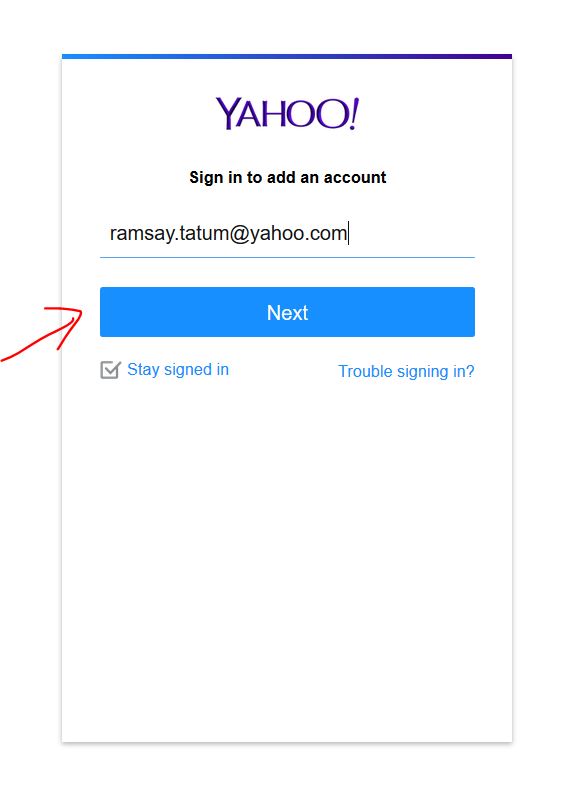 YAHOO!
Sign in to add an account
ramsay.tatum@yahoo.com
Next
Stay signed in
Trouble signing in?